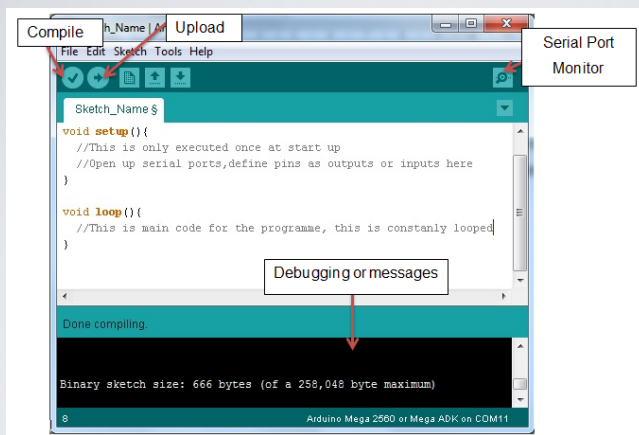 Compile
Upload
Serial Port
Monitor
h_Name | A
File Edit Sketch Tools Help
Sketch_Name §
void setup(){
//This is only executed once at start up
//Open up serial ports,define pins as outputs or inputs here
}
void loop(){
//This is main code for the programme, this is constanly looped
}
Debugging or messages
Done compiling.
Binary sketch size: 666 bytes (of a 258,048 byte maximum)
8
Arduino Mega 2560 or Mega ADK on COM11